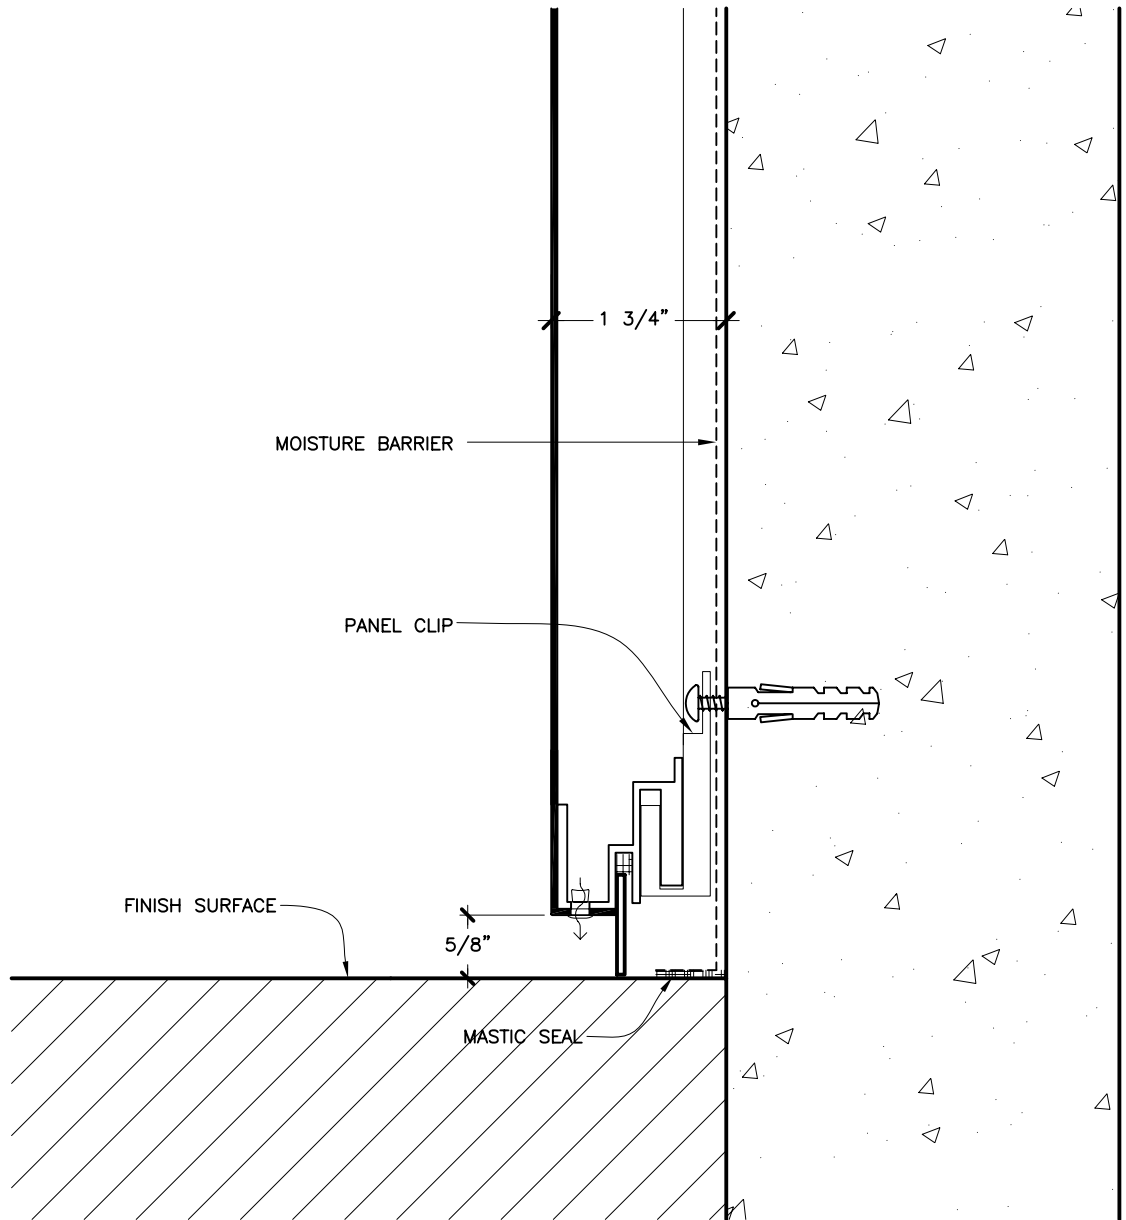 1 3/4"
MOISTURE BARRIER
PANEL CLIP
FINISH SURFACE
5/8"
MASTIC SEAL